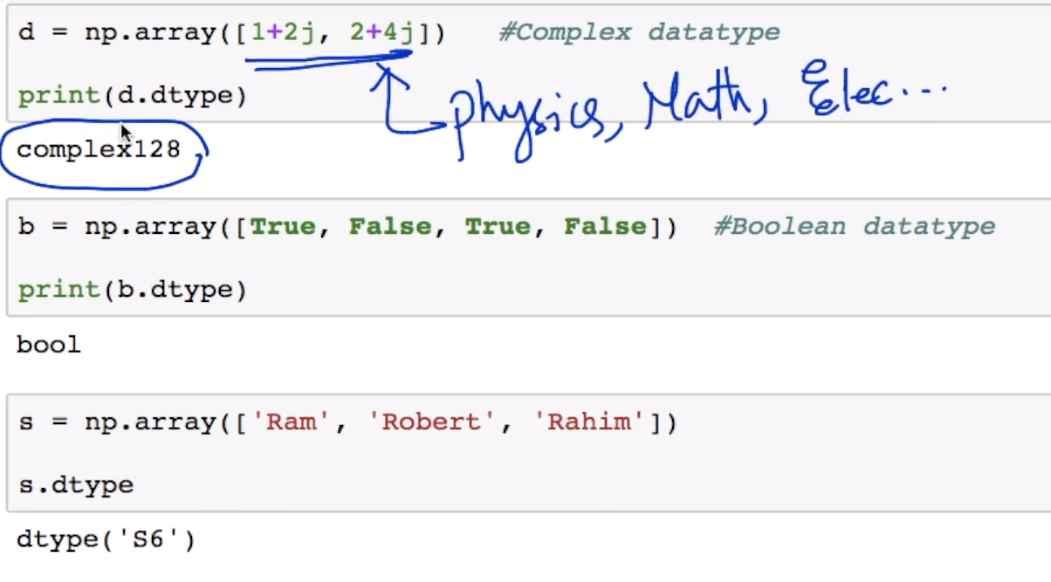 d = np.array([1+2j, 2+4j])   #Complex datatype
print(d.dtype)
Physics, Math, Elec...
complex128
b = np.array([True, False, True, False])  #Boolean datatype
print(b.dtype)
bool
s = np.array(['Ram', 'Robert', 'Rahim'])
s.dtype
dtype('S6')